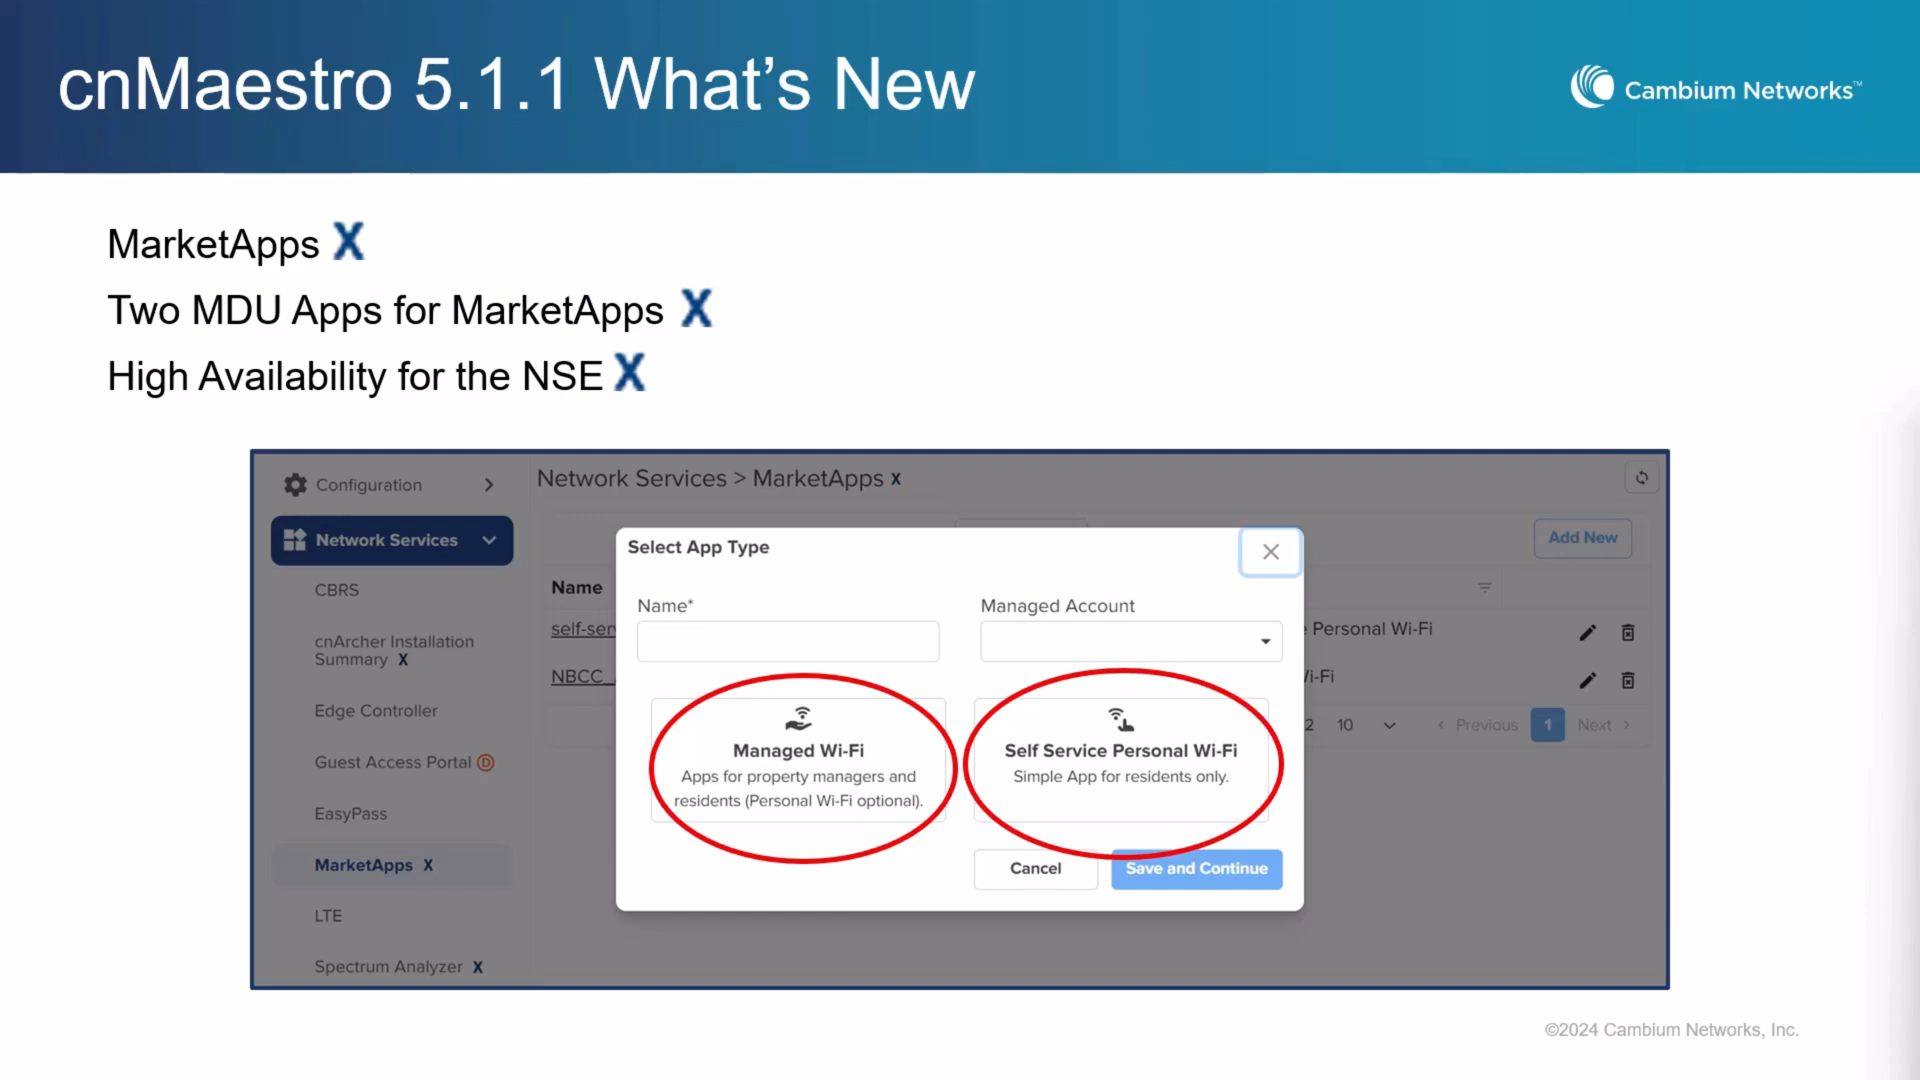 cnMaestro 5.1.1 What's New
Cambium Networks™
MarketApps X
Two MDU Apps for MarketApps X
High Availability for the NSE X
Configuration
Network Services > MarketApps X
Network Services
Add New
Select App Type
CBRS
Name
Name*
Managed Account
cnArcher Installation
Summary X
self-ser
Personal Wi-Fi
NBCC_
i-Fi
Edge Controller
Managed Wi-Fi
Apps for property managers and
residents (Personal Wi-Fi optional).
Self Service Personal Wi-Fi
Simple App for residents only.
2 10 Previous 1 Next
Guest Access Portal D
EasyPass
MarketApps X
Cancel
Save and Continue
LTE
Spectrum Analyzer X
©2024 Cambium Networks, Inc.